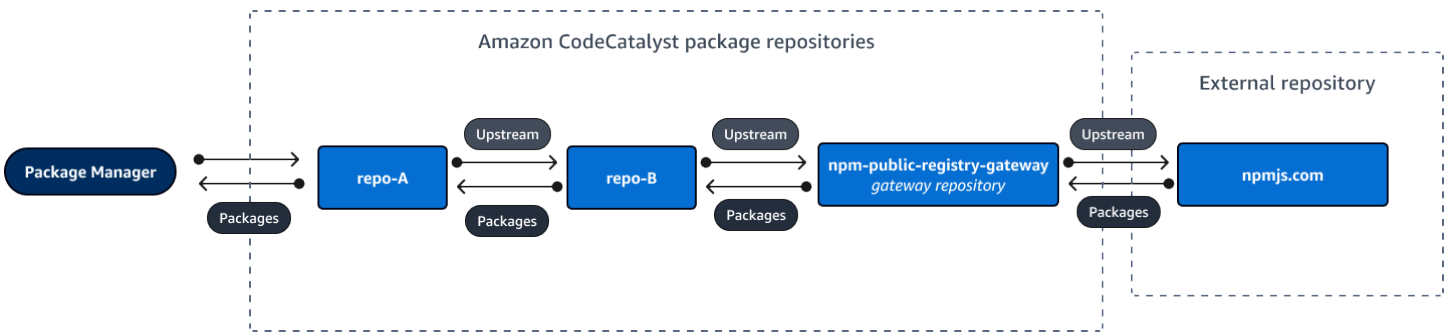 Amazon CodeCatalyst package repositories
External repository
Upstream
Upstream
Upstream
Package Manager
repo-A
repo-B
npm-public-registry-gateway
gateway repository
npmjs.com
Packages
Packages
Packages
Packages